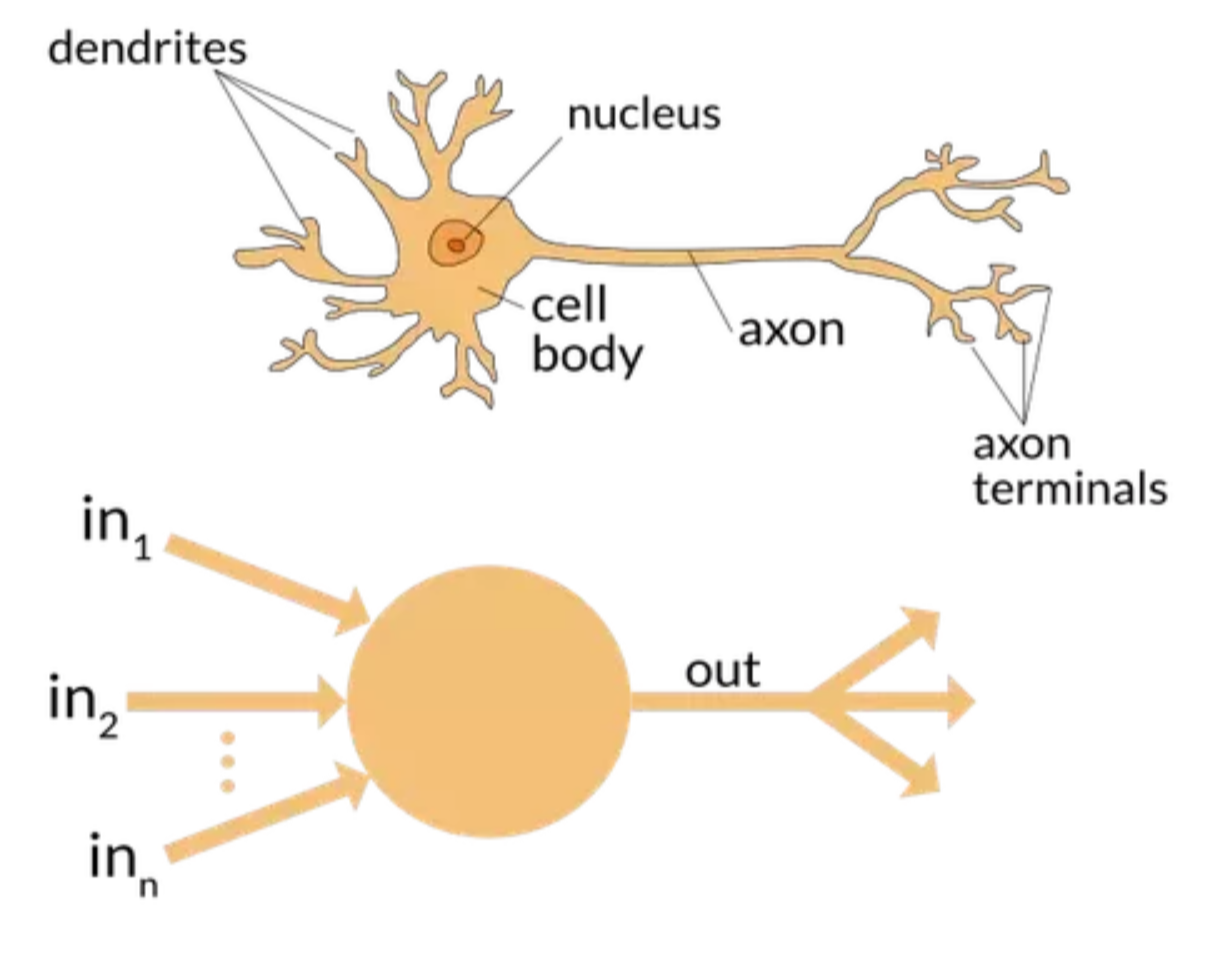 dendrites
nucleus
cell
body
axon
axon
terminals
in₁
out
in₂
inₙ